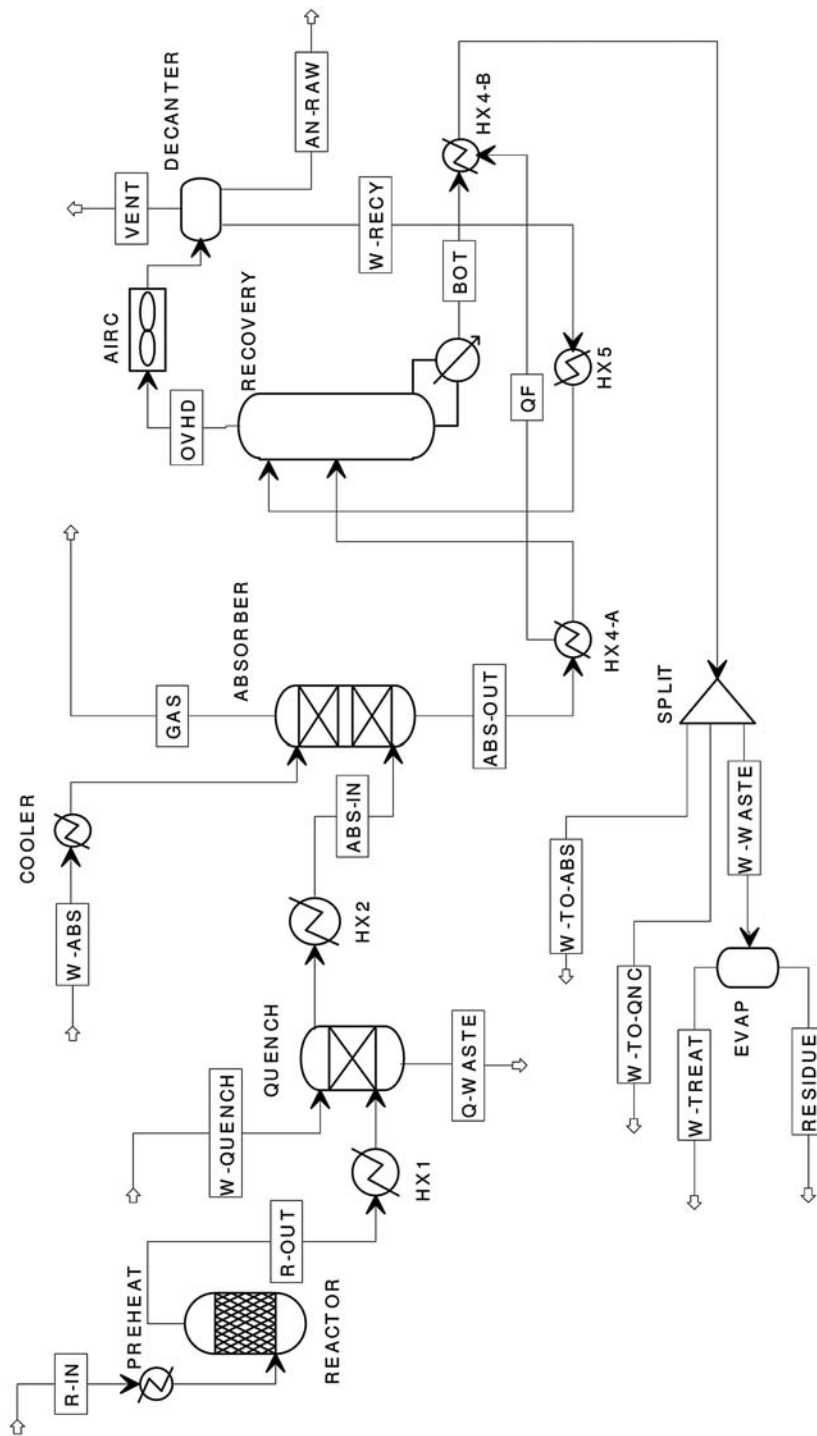 R-IN
PREHEAT
REACTOR
R-OUT
HX1
W-QUENCH
QUENCH
Q-WASTE
HX2
W-ABS
COOLER
ABS-IN
ABSORBER
GAS
ABS-OUT
HX4-A
OVHD
AIRC
RECOVERY
DECANTER
VENT
AN-RAW
W-RECY
BOT
QF
HX5
HX4-B
SPLIT
W-TO-ABS
W-TO-QNC
W-WASTE
W-TREAT
EVAP
RESIDUE